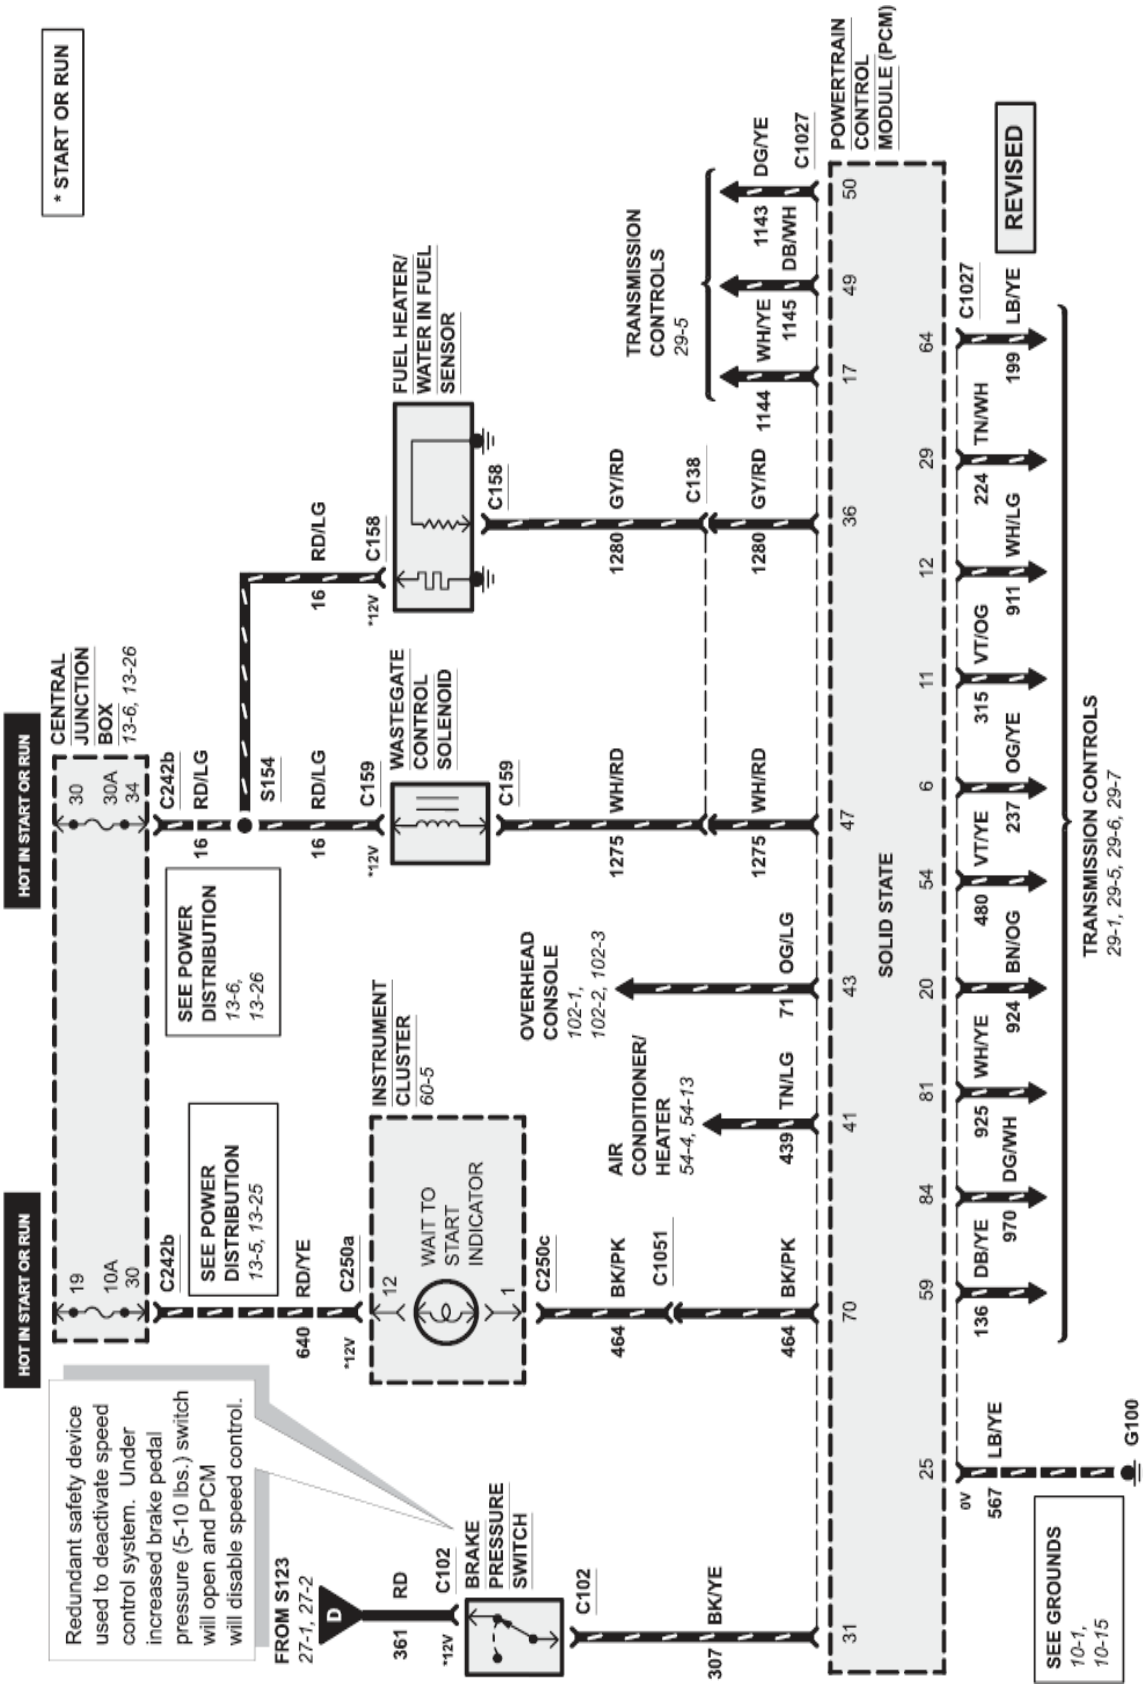 Redundant safety device
used to deactivate speed
control system. Under
increased brake pedal
pressure (5-10 lbs.) switch
will open and PCM
will disable speed control.
HOT IN START OR RUN
HOT IN START OR RUN
* START OR RUN
19
10A
30
30
30A
34
CENTRAL
JUNCTION
BOX
13-6, 13-26
C242b
C242b
SEE POWER
DISTRIBUTION
13-5, 13-25
SEE POWER
DISTRIBUTION
13-6,
13-26
16
RD/LG
S154
FROM S123
27-1, 27-2
D
640
RD/YE
16
RD/LG
16
RD/LG
*12V
C250a
*12V
C159
*12V
C158
361
RD
*12V
C102
12
WAIT TO
START
INDICATOR
1
INSTRUMENT
CLUSTER
60-5
WASTEGATE
CONTROL
SOLENOID
FUEL HEATER/
WATER IN FUEL
SENSOR
BRAKE
PRESSURE
SWITCH
C102
C250c
C159
C158
OVERHEAD
CONSOLE
102-1,
102-2, 102-3
464
BK/PK
C1051
AIR
CONDITIONER/
HEATER
54-4, 54-13
1275
WH/RD
1280
GY/RD
C138
TRANSMISSION
CONTROLS
29-5
307
BK/YE
464
BK/PK
439
TN/LG
71
OG/LG
1275
WH/RD
1280
GY/RD
1144
WH/YE
1145
DB/WH
1143
DG/YE
C1027
31
70
41
43
47
36
17
49
50
POWERTRAIN
CONTROL
MODULE (PCM)
SOLID STATE
25
59
84
81
20
54
6
11
12
29
64
0V
567
LB/YE
136
DB/YE
970
DG/WH
925
WH/YE
924
BN/OG
480
VT/YE
237
OG/YE
315
VT/OG
911
WH/LG
224
TN/WH
199
LB/YE
C1027
REVISED
SEE GROUNDS
10-1,
10-15
G100
TRANSMISSION CONTROLS
29-1, 29-5, 29-6, 29-7